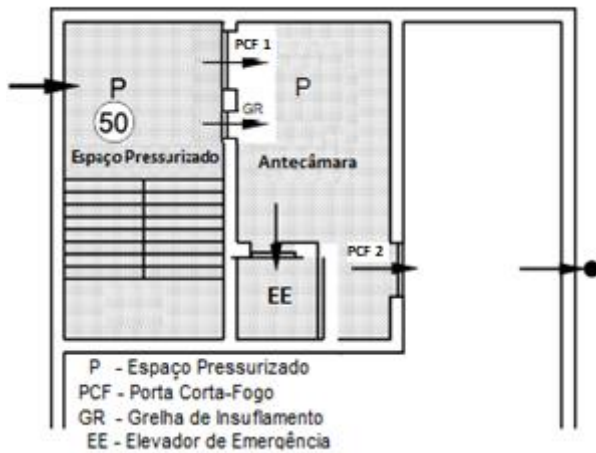 PCF 1
P
P
50
GR
Espaço Pressurizado
Antecâmara
PCF 2
EE
P - Espaço Pressurizado
PCF - Porta Corta-Fogo
GR - Grelha de Insuflamento
EE - Elevador de Emergência